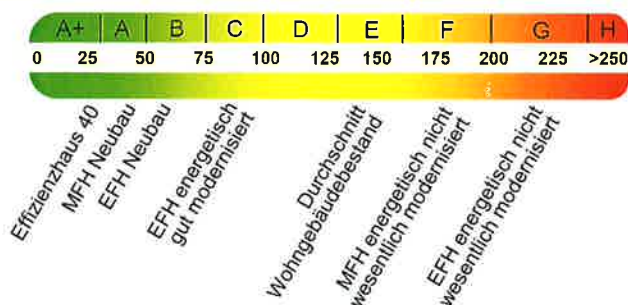 A+ A B C D E F G H
0 25 50 75 100 125 150 175 200 225 >250
Effizienzhaus 40
MFH Neubau
EFH Neubau
EFH energetisch
gut modernisiert
Durchschnitt
Wohngebäudebestand
MFH energetisch nicht
wesentlich modernisiert
EFH energetisch nicht
wesentlich modernisiert